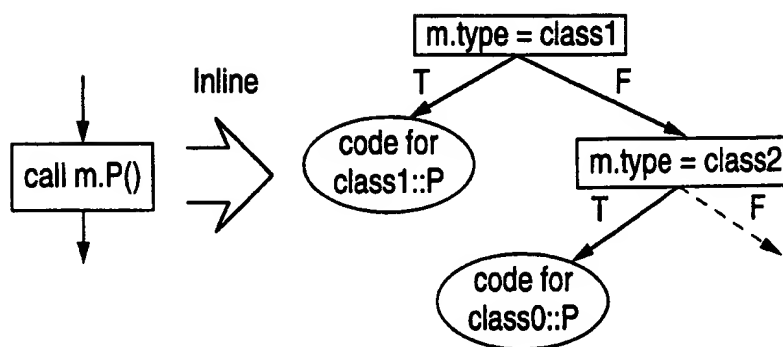 m.type = class1
Inline
T
F
call m.P()
code for
class1::P
m.type = class2
T
F
code for
class0::P